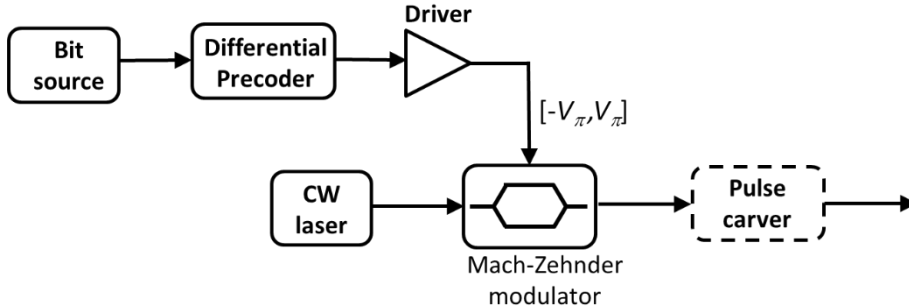 Driver
Bit
source
Differential
Precoder
[-Vπ,Vπ]
CW
laser
Pulse
carver
Mach-Zehnder
modulator